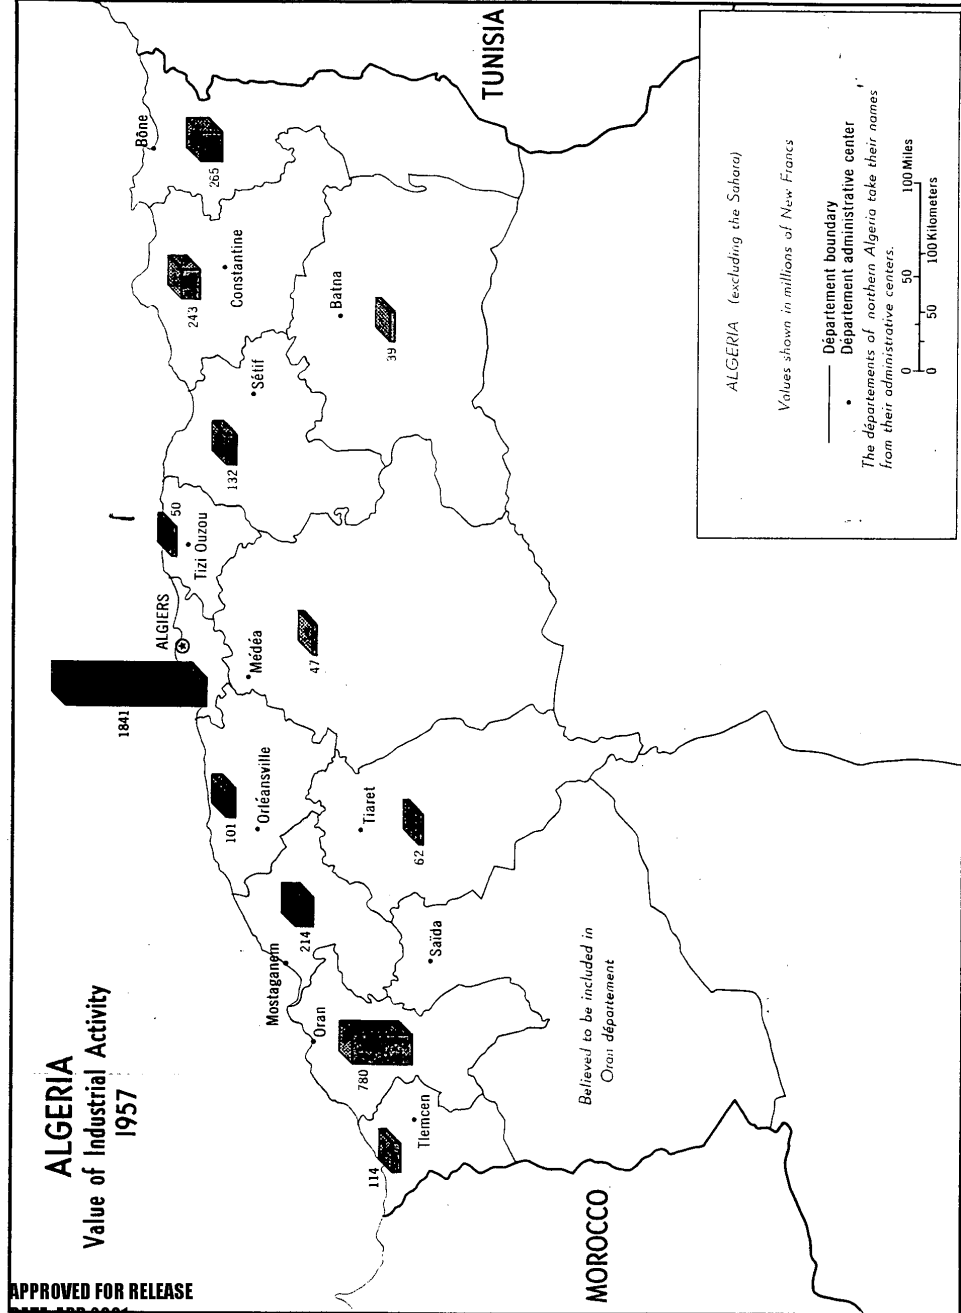 ALGERIA
Value of Industrial Activity
1957
TUNISIA
MOROCCO
Bône
265
243
Constantine
Batna
39
Sétif
132
50
Tizi Ouzou
ALGIERS
1841
Médéa
47
101
Orléansville
Tiaret
62
Mostaganem
214
Saïda
Oran
780
Tlemcen
114
Believed to be included in
Oran département
ALGERIA (excluding the Sahara)
Values shown in millions of New Francs
Département boundary
Département administrative center
The départements of northern Algeria take their names
from their administrative centers.
0 50 100 Miles
0 50 100 Kilometers
APPROVED FOR RELEASE